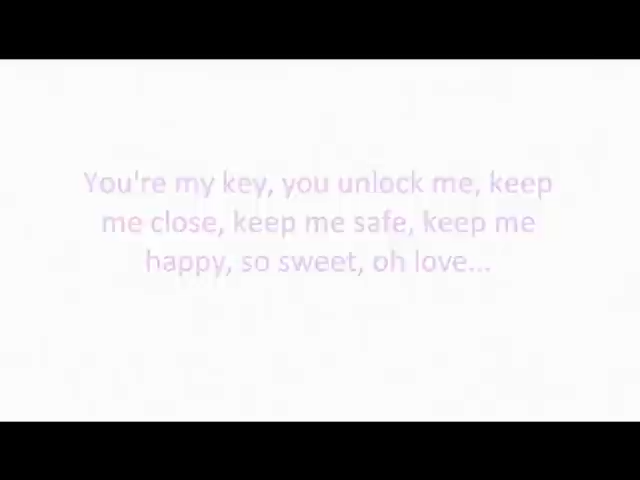 You're my key, you unlock me, keep
me close, keep me safe, keep me
happy, so sweet, oh love...